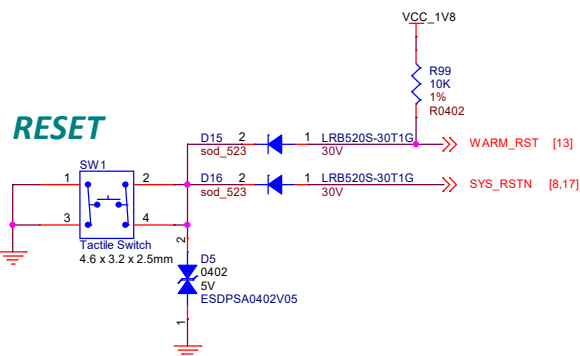 VCC_1V8
R99
10K
1%
R0402
RESET
D15 2 1 LRB520S-30T1G
sod_523 30V
WARM_RST [13]
SW1
1 2
D16 2 1 LRB520S-30T1G
sod_523 30V
SYS_RSTN [8,17]
3 4
Tactile Switch
4.6 x 3.2 x 2.5mm
2
D5
0402
5V
ESDPSA0402V05
1